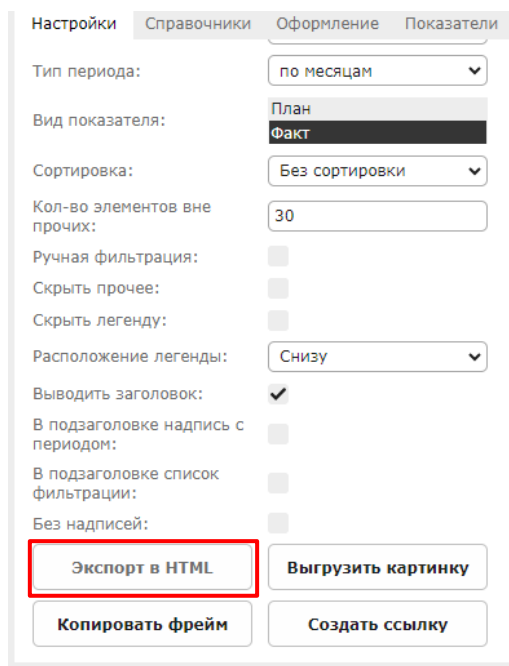 Настройки Справочники Оформление Показатели
Тип периода: по месяцам
Вид показателя: План
Факт
Сортировка: Без сортировки
Кол-во элементов вне
прочих: 30
Ручная фильтрация:
Скрыть прочее:
Скрыть легенду:
Расположение легенды: Снизу
Выводить заголовок:
В подзаголовке надпись с
периодом:
В подзаголовке список
фильтрации:
Без надписей:
Экспорт в HTML Выгрузить картинку
Копировать фрейм Создать ссылку